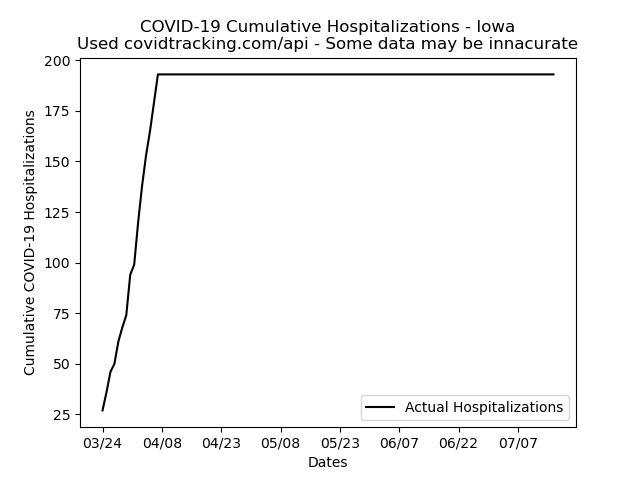 COVID-19 Cumulative Hospitalizations - Iowa
Used covidtracking.com/api - Some data may be innacurate
200
175
150
125
100
75
50
25
Cumulative COVID-19 Hospitalizations
Actual Hospitalizations
03/24 04/08 04/23 05/08 05/23 06/07 06/22 07/07
Dates